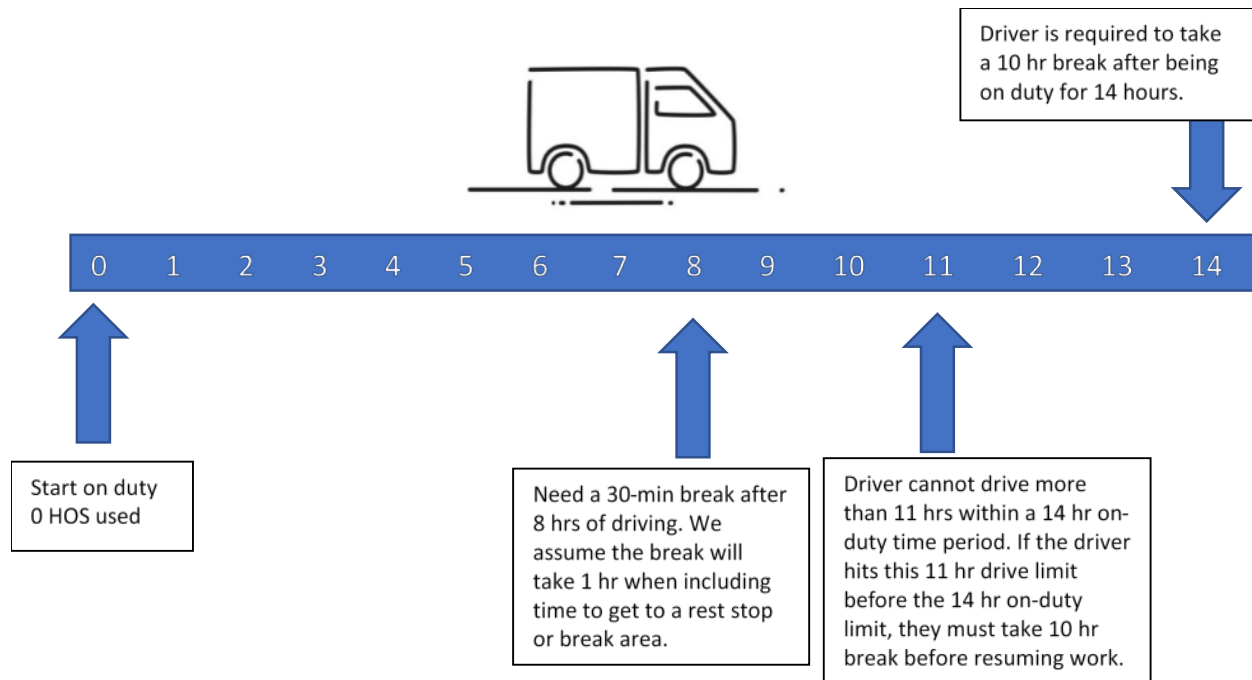 Driver is required to take
a 10 hr break after being
on duty for 14 hours.
0 1 2 3 4 5 6 7 8 9 10 11 12 13 14
Start on duty
0 HOS used
Need a 30-min break after
8 hrs of driving. We
assume the break will
take 1 hr when including
time to get to a rest stop
or break area.
Driver cannot drive more
than 11 hrs within a 14 hr on-
duty time period. If the driver
hits this 11 hr drive limit
before the 14 hr on-duty
limit, they must take 10 hr
break before resuming work.